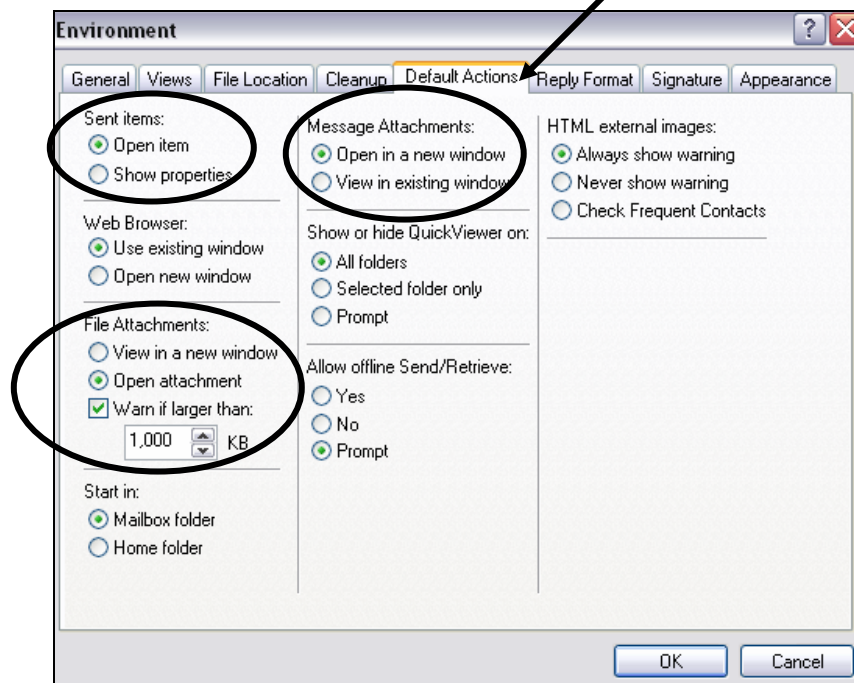 Environment
General Views File Location Cleanup Default Actions Reply Format Signature Appearance
Sent items:
Open item
Show properties
Web Browser:
Use existing window
Open new window
File Attachments:
View in a new window
Open attachment
Warn if larger than:
1,000 KB
Start in:
Mailbox folder
Home folder
Message Attachments:
Open in a new window
View in existing window
Show or hide QuickViewer on:
All folders
Selected folder only
Prompt
Allow offline Send/Retrieve:
Yes
No
Prompt
HTML external images:
Always show warning
Never show warning
Check Frequent Contacts
OK Cancel